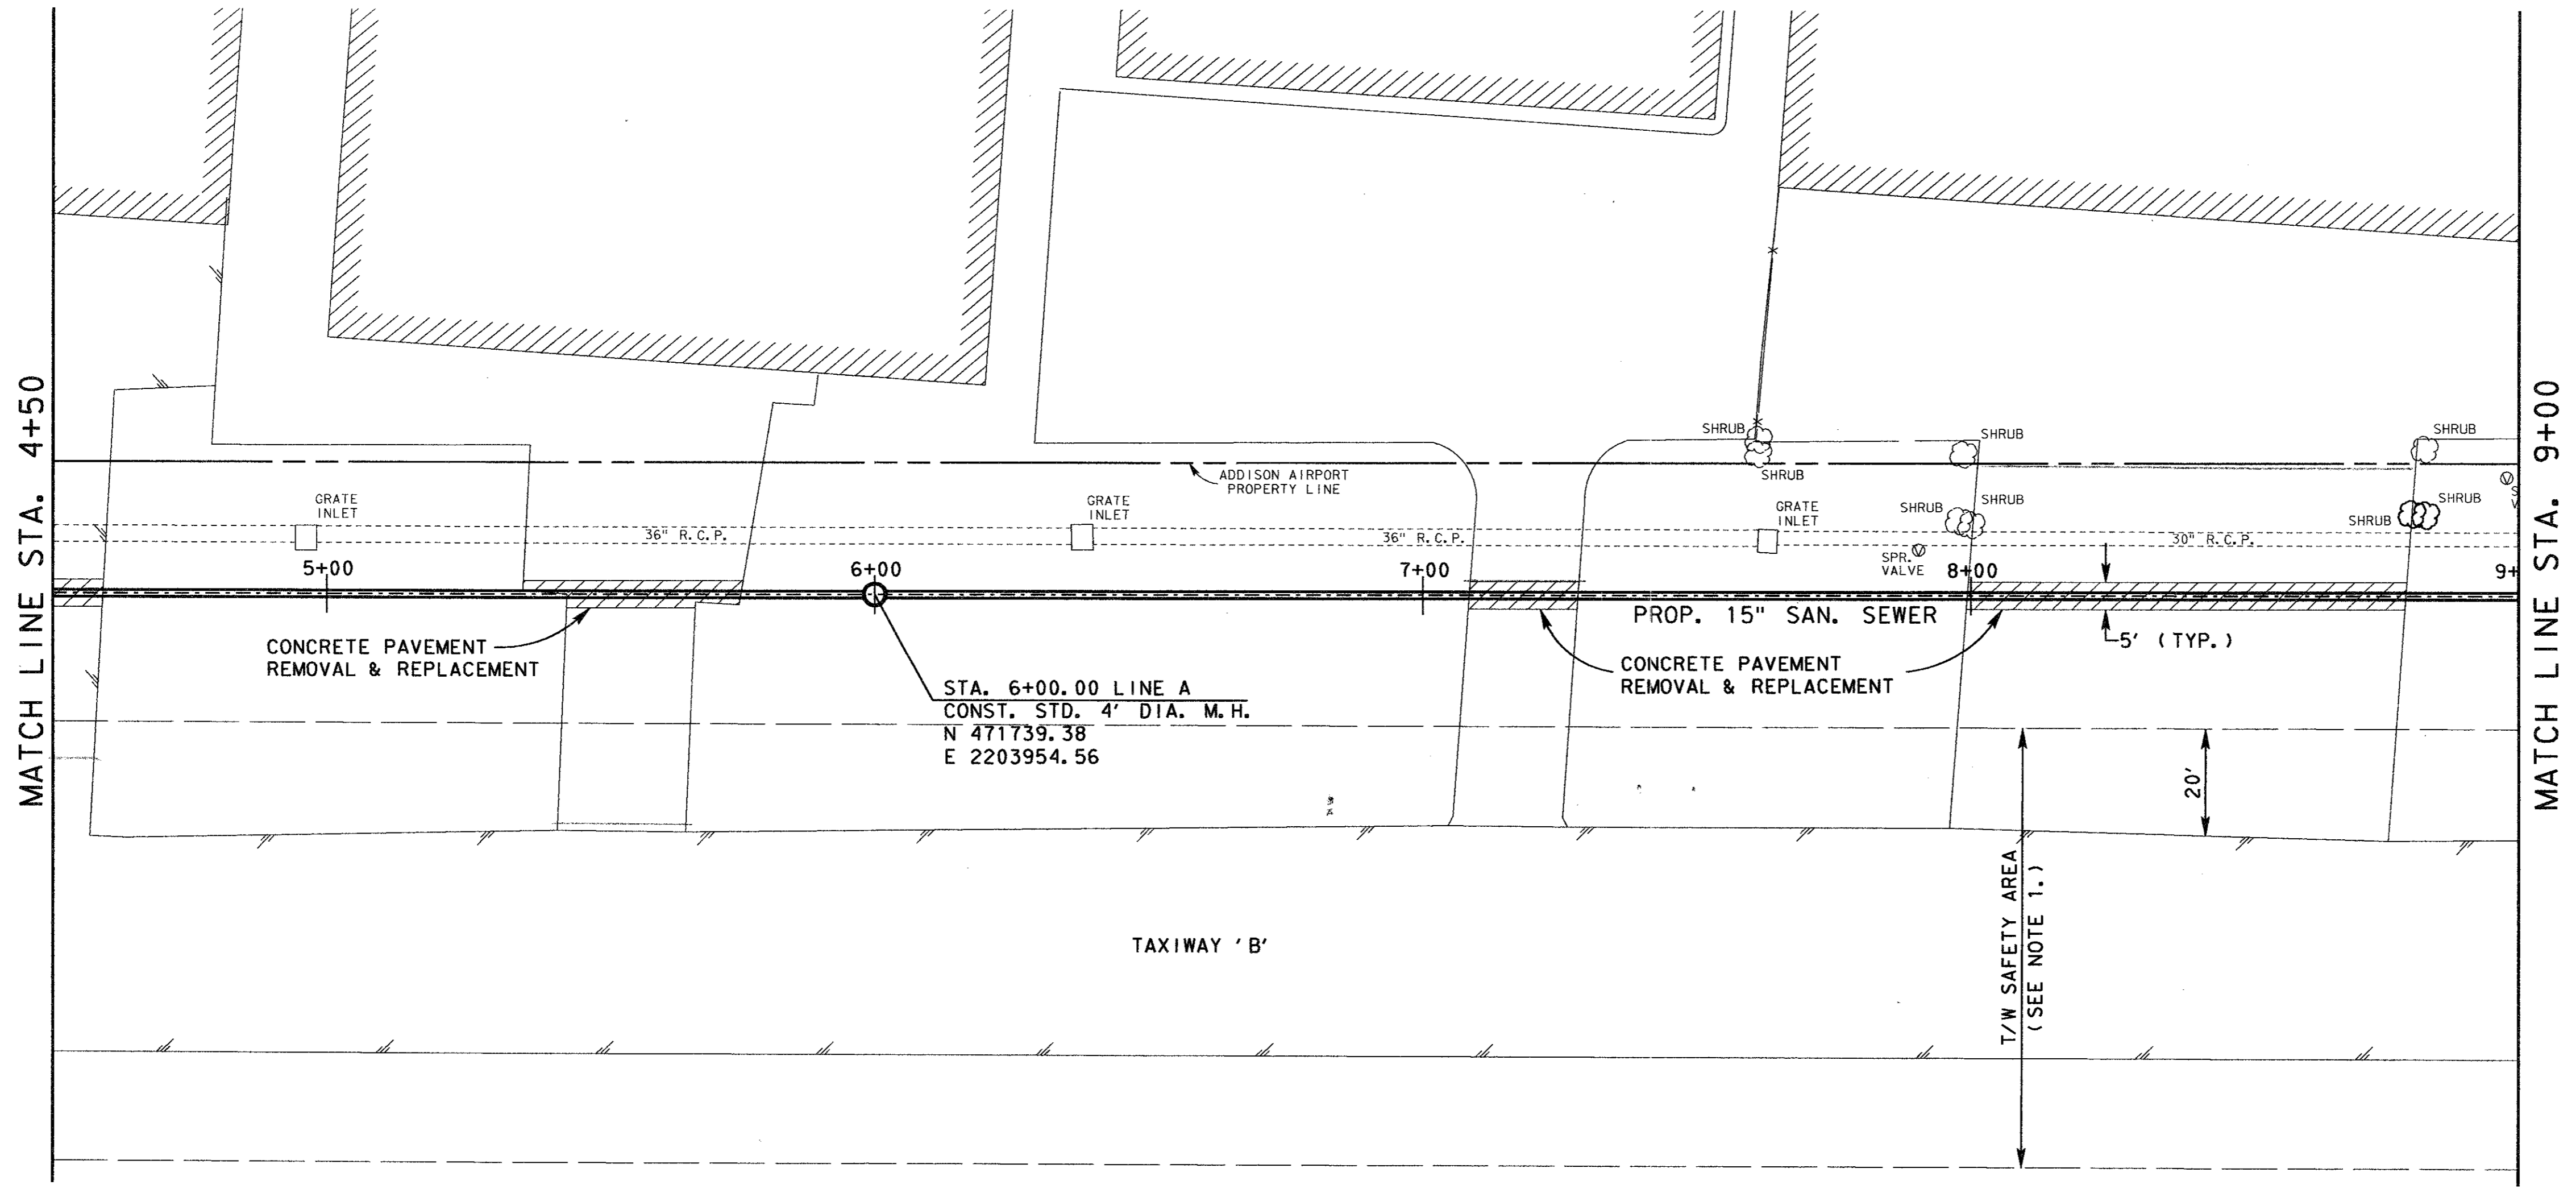 MATCH LINE STA. 4+50
MATCH LINE STA. 9+00
SHRUB
SHRUB
SHRUB
SHRUB
ADDISON AIRPORT
PROPERTY LINE
GRATE
INLET
GRATE
INLET
GRATE
INLET
SHRUB
SHRUB
SHRUB
SHRUB
36" R.C.P.
36" R.C.P.
30" R.C.P.
SPR.
VALVE
5+00
6+00
7+00
8+00
9+
PROP. 15" SAN. SEWER
CONCRETE PAVEMENT
REMOVAL & REPLACEMENT
5' (TYP.)
CONCRETE PAVEMENT
REMOVAL & REPLACEMENT
STA. 6+00.00 LINE A
CONST. STD. 4' DIA. M.H.
N 471739.38
E 2203954.56
20'
T/W SAFETY AREA
(SEE NOTE 1.)
TAXIWAY 'B'